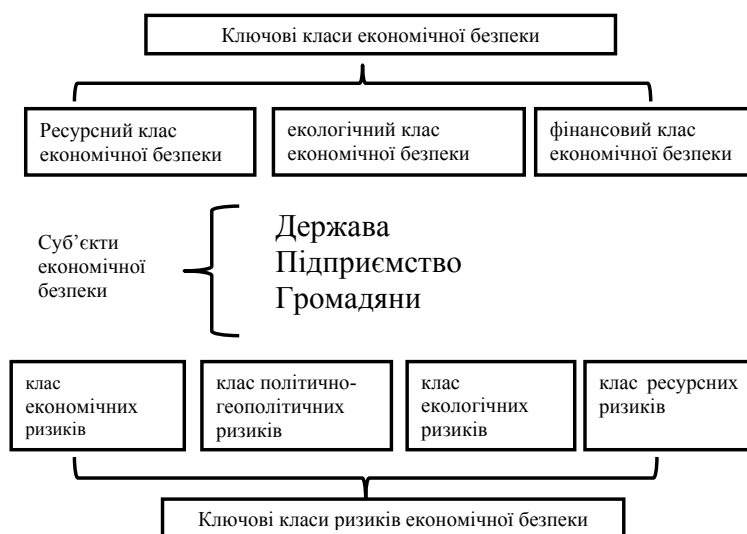 Ключові класи економічної безпеки
Ресурсний клас
економічної безпеки
екологічний клас
економічної безпеки
фінансовий клас
економічної безпеки
Суб’єкти
економічної
безпеки
Держава
Підприємство
Громадяни
клас
економічних
ризиків
клас політично-
геополітичних
ризиків
клас
екологічних
ризиків
клас ресурсних
ризиків
Ключові класи ризиків економічної безпеки